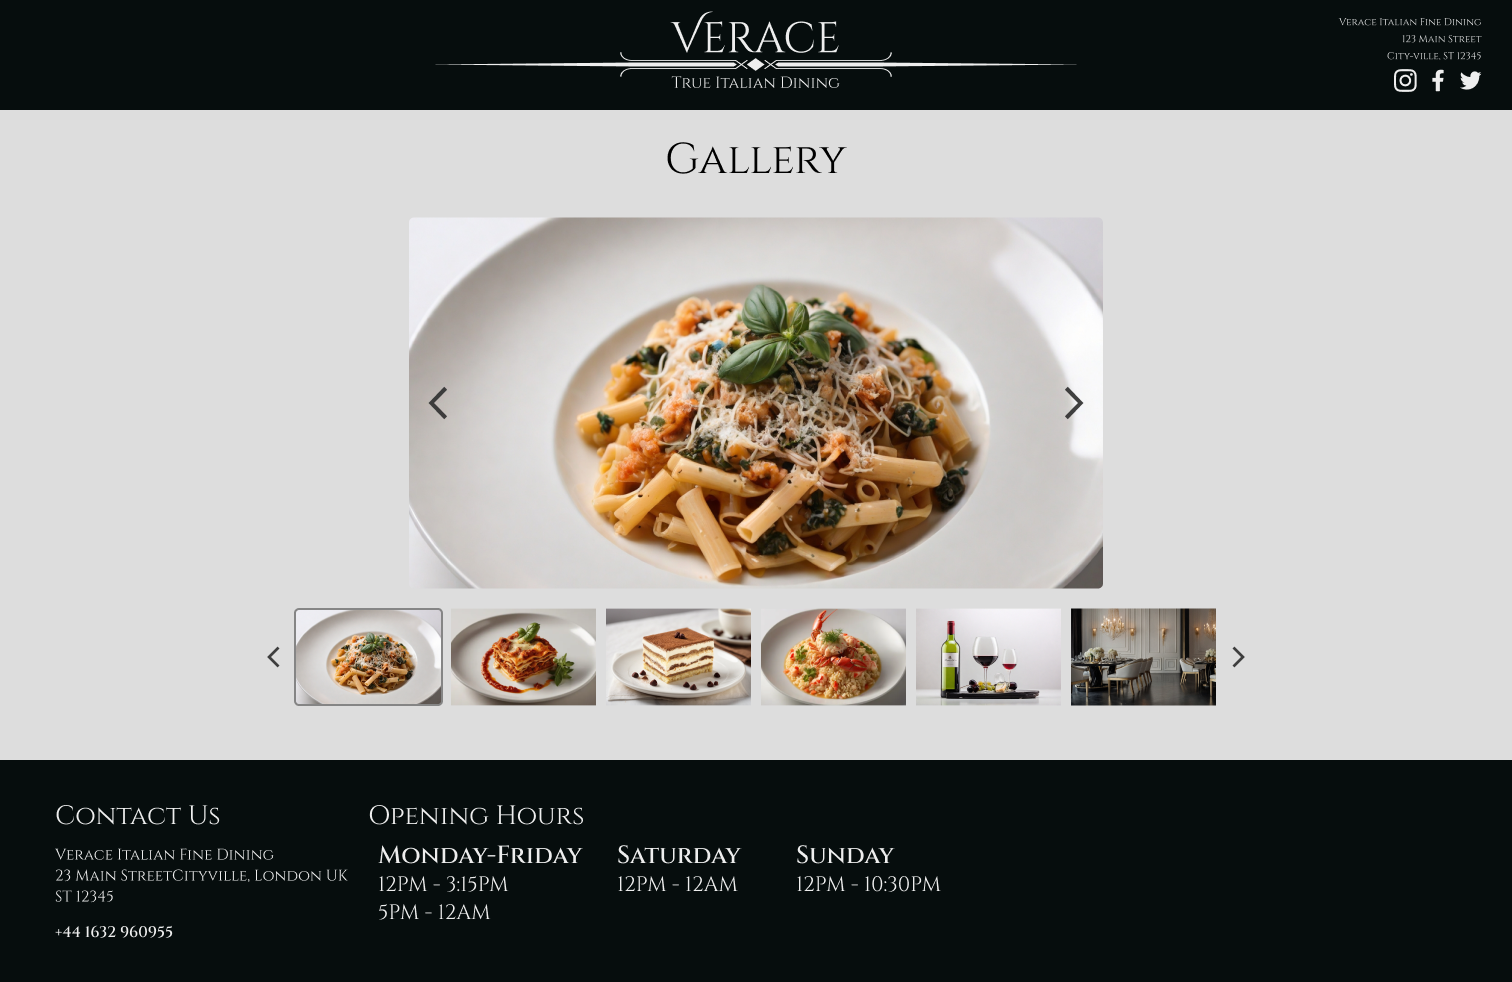 Verace
True Italian Dining
Verace Italian Fine Dining
123 Main Street
City-ville, ST 12345
Gallery
Contact Us
Verace Italian Fine Dining
23 Main StreetCityville, London UK
ST 12345
+44 1632 960955
Opening Hours
Monday-Friday
12PM - 3:15PM
5PM - 12AM
Saturday
12PM - 12AM
Sunday
12PM - 10:30PM